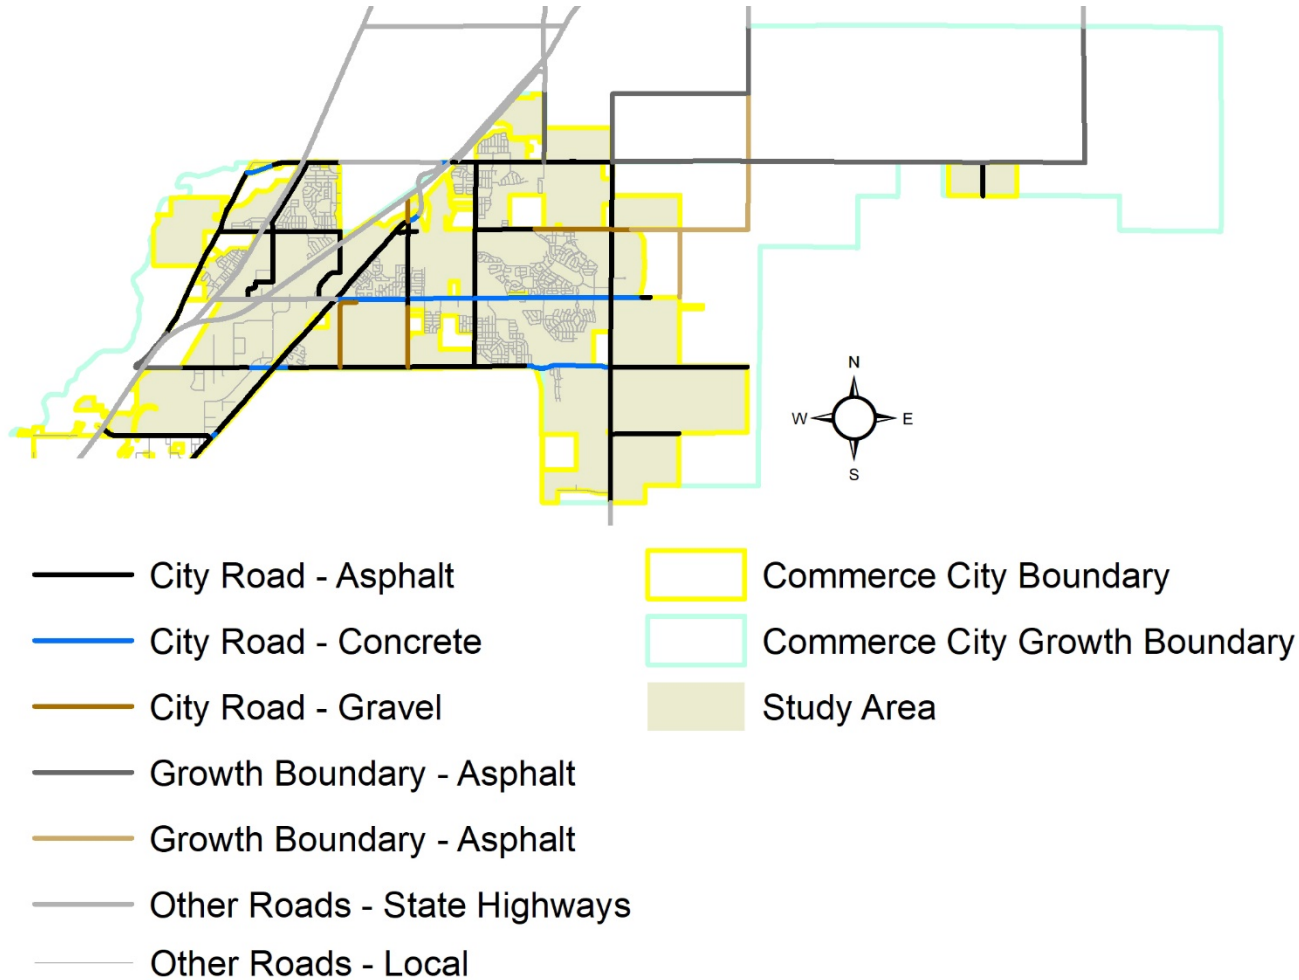 N
W E
S
City Road - Asphalt
City Road - Concrete
City Road - Gravel
Growth Boundary - Asphalt
Growth Boundary - Asphalt
Other Roads - State Highways
Other Roads - Local
Commerce City Boundary
Commerce City Growth Boundary
Study Area